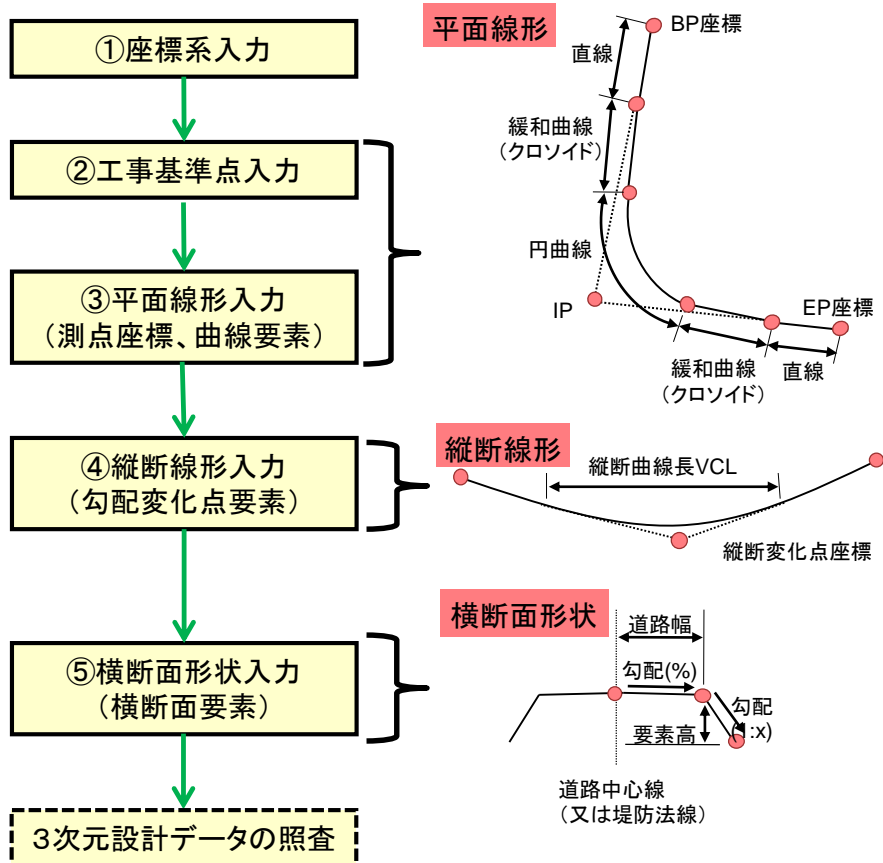 ①座標系入力
②工事基準点入力
③平面線形入力
(測点座標、曲線要素)
④縦断線形入力
(勾配変化点要素)
⑤横断面形状入力
(横断面要素)
3次元設計データの照査
平面線形
BP座標
直線
緩和曲線
(クロソイド)
円曲線
IP
EP座標
緩和曲線
(クロソイド)
直線
縦断線形
縦断曲線長VCL
縦断変化点座標
横断面形状
道路幅
勾配(%)
勾配
1:x)
要素高
道路中心線
(又は堤防法線)